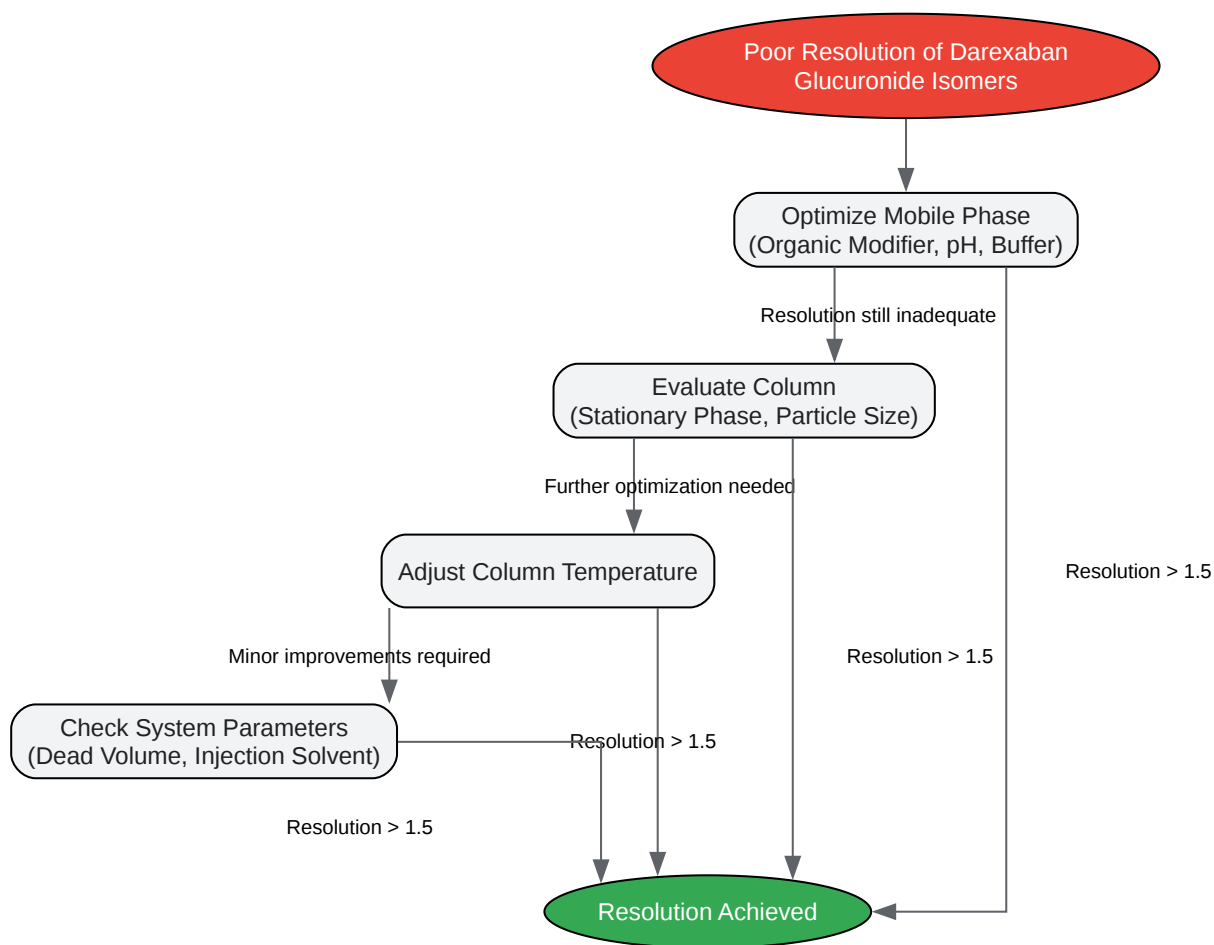 Poor Resolution of Darexaban
Glucuronide Isomers
Optimize Mobile Phase
(Organic Modifier, pH, Buffer)
Resolution still inadequate
Evaluate Column
(Stationary Phase, Particle Size)
Further optimization needed
Adjust Column Temperature
Resolution > 1.5
Minor improvements required
Resolution > 1.5
Check System Parameters
(Dead Volume, Injection Solvent)
Resolution > 1.5
Resolution > 1.5
Resolution Achieved